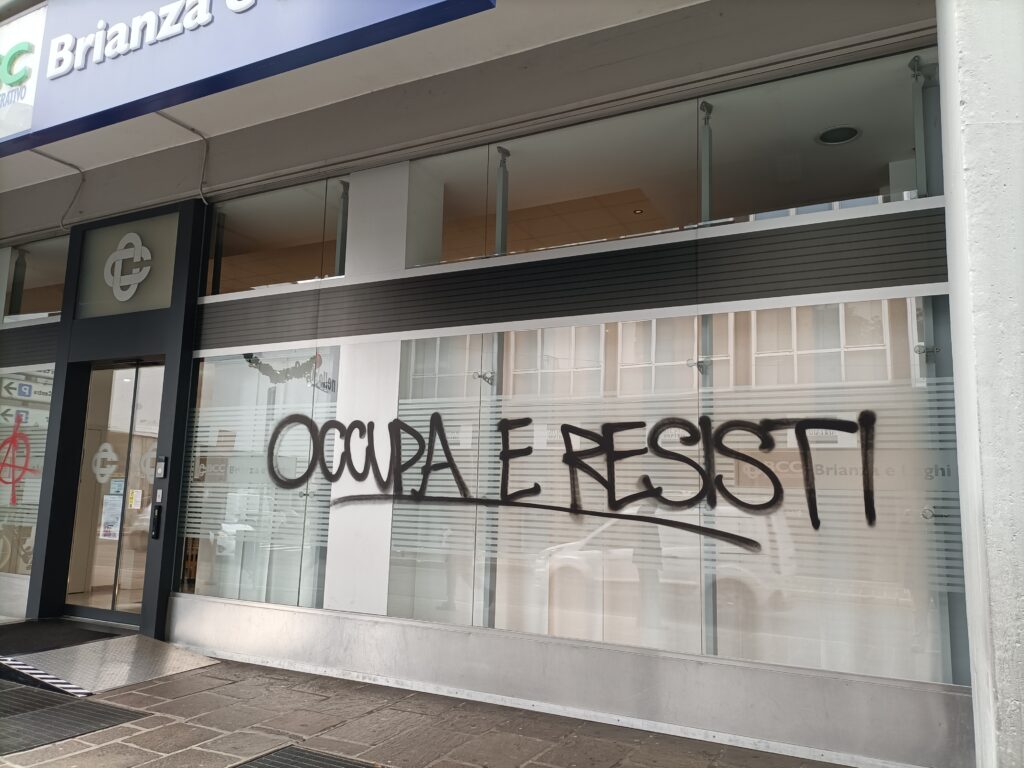 Brianza e
OCCUPA E RESISTI
BCC Brianza e Laghi